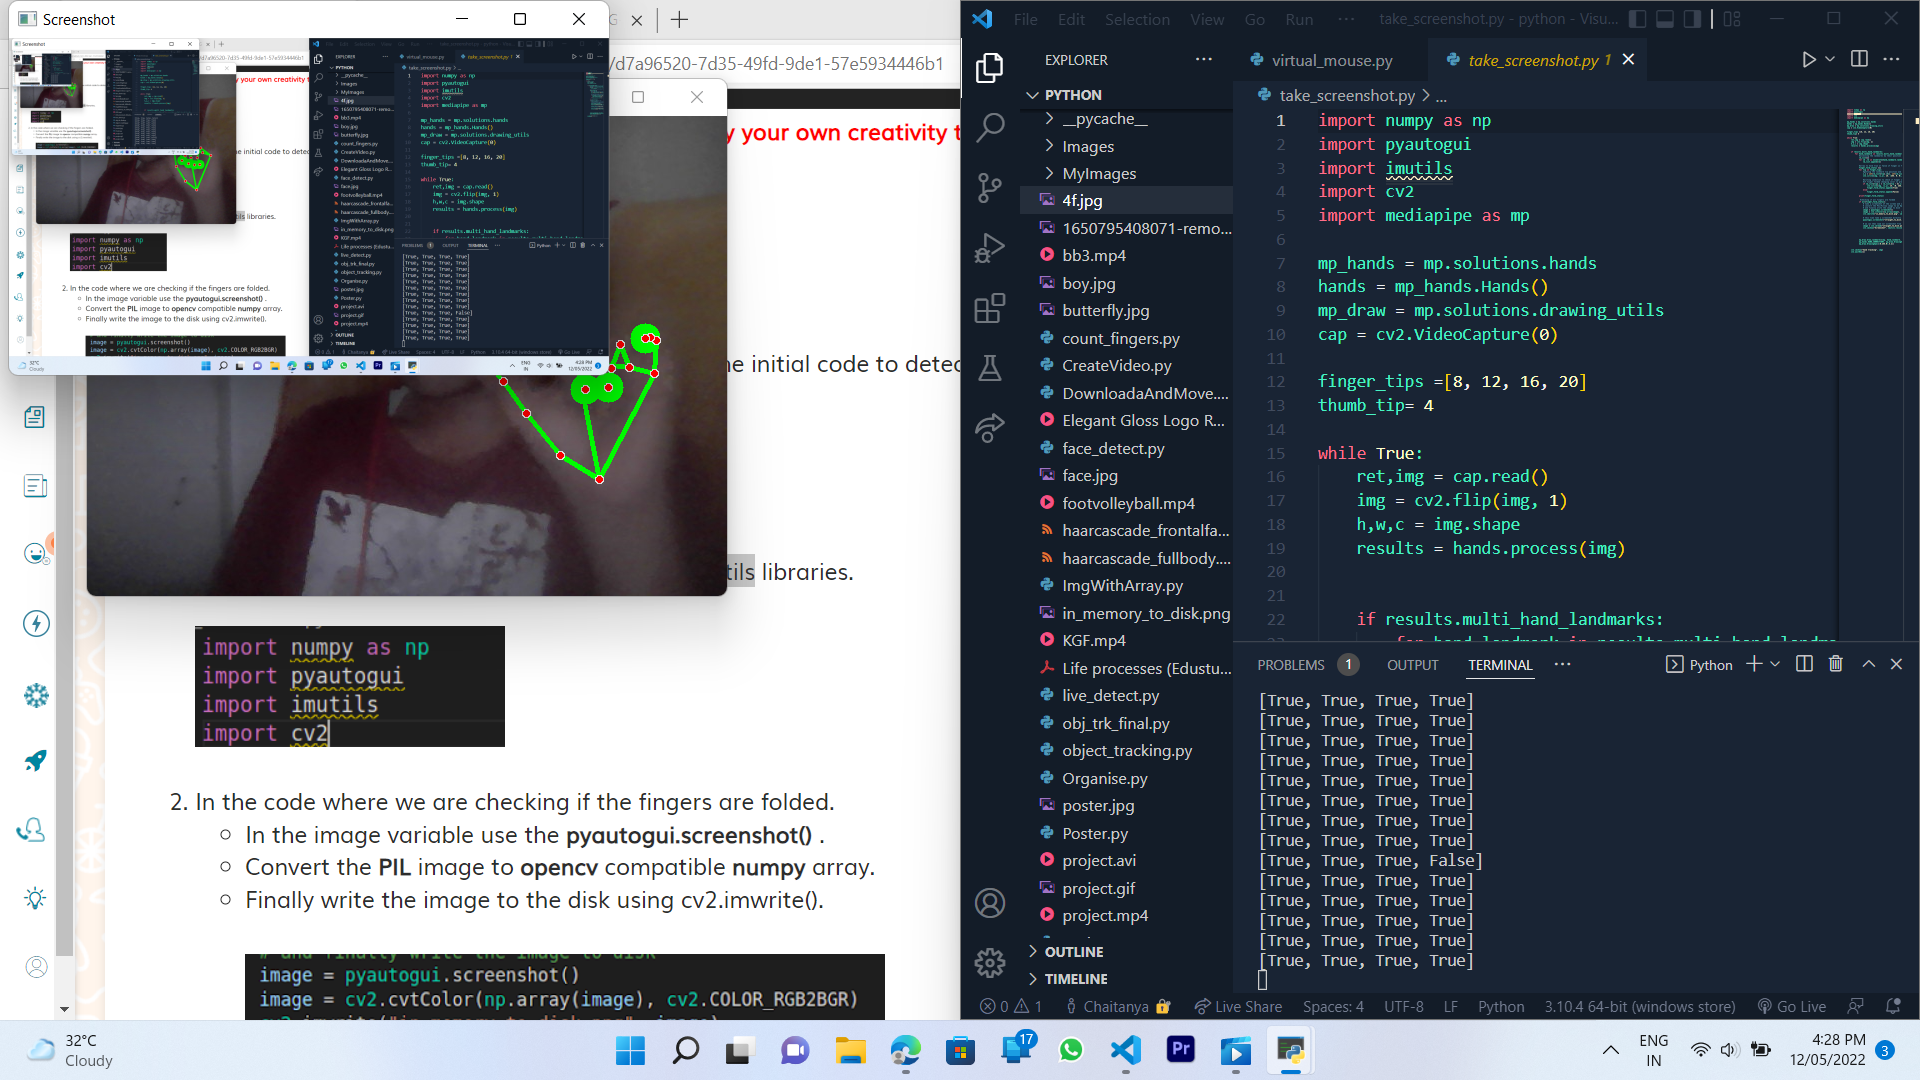 Screenshot
/d7a96520-7d35-49fd-9de1-57e5934446b1
y your own creativity t
he initial code to detec
tils libraries.
import numpy as np
import pyautogui
import imutils
import cv2
2. In the code where we are checking if the fingers are folded.
In the image variable use the pyautogui.screenshot() .
Convert the PIL image to opencv compatible numpy array.
Finally write the image to the disk using cv2.imwrite().
# and finally write the image to disk
image = pyautogui.screenshot()
image = cv2.cvtColor(np.array(image), cv2.COLOR_RGB2BGR)
File Edit Selection View Go Run ··· take_screenshot.py - python - Visu...
EXPLORER ···
PYTHON
__pycache__
Images
MyImages
4f.jpg
1650795408071-remo...
bb3.mp4
boy.jpg
butterfly.jpg
count_fingers.py
CreateVideo.py
DownloadaAndMove....
Elegant Gloss Logo R...
face_detect.py
face.jpg
footvolleyball.mp4
haarcascade_frontalfa...
haarcascade_fullbody....
ImgWithArray.py
in_memory_to_disk.png
KGF.mp4
Life processes (Edustu...
live_detect.py
obj_trk_final.py
object_tracking.py
Organise.py
poster.jpg
Poster.py
project.avi
project.gif
project.mp4
OUTLINE
TIMELINE
virtual_mouse.py take_screenshot.py 1
take_screenshot.py > ...
1 import numpy as np
2 import pyautogui
3 import imutils
4 import cv2
5 import mediapipe as mp
6
7 mp_hands = mp.solutions.hands
8 hands = mp_hands.Hands()
9 mp_draw = mp.solutions.drawing_utils
10 cap = cv2.VideoCapture(0)
11
12 finger_tips =[8, 12, 16, 20]
13 thumb_tip= 4
14
15 while True:
16 ret,img = cap.read()
17 img = cv2.flip(img, 1)
18 h,w,c = img.shape
19 results = hands.process(img)
20
21
22 if results.multi_hand_landmarks:
PROBLEMS 1 OUTPUT TERMINAL ··· Python
[True, True, True, True]
[True, True, True, True]
[True, True, True, True]
[True, True, True, True]
[True, True, True, True]
[True, True, True, True]
[True, True, True, True]
[True, True, True, True]
[True, True, True, False]
[True, True, True, True]
[True, True, True, True]
[True, True, True, True]
[True, True, True, True]
[True, True, True, True]
0 1 Chaitanya Live Share Spaces: 4 UTF-8 LF Python 3.10.4 64-bit (windows store) Go Live
32°C
Cloudy
17
Pr
ENG
IN
4:28 PM
12/05/2022
3